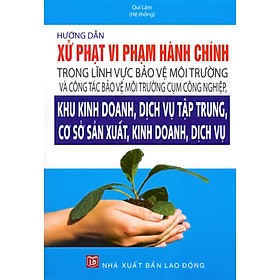 Quí Lâm
(Hệ thống)
HƯỚNG DẪN
XỬ PHẠT VI PHẠM HÀNH CHÍNH
TRONG LĨNH VỰC BẢO VỆ MÔI TRƯỜNG
VÀ CÔNG TÁC BẢO VỆ MÔI TRƯỜNG CỤM CÔNG NGHIỆP,
KHU KINH DOANH, DỊCH VỤ TẬP TRUNG,
CƠ SỞ SẢN XUẤT, KINH DOANH, DỊCH VỤ
NHÀ XUẤT BẢN LAO ĐỘNG